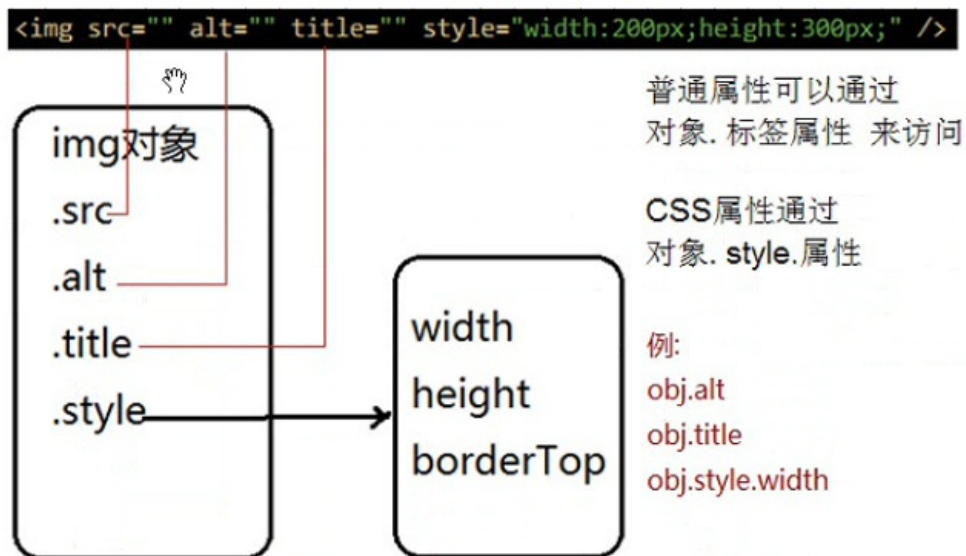 <img src="" alt="" title="" style="width:200px;height:300px;" />
img对象
.src
.alt
.title
.style
width
height
borderTop
普通属性可以通过
对象. 标签属性 来访问
CSS属性通过
对象. style.属性
例:
obj.alt
obj.title
obj.style.width